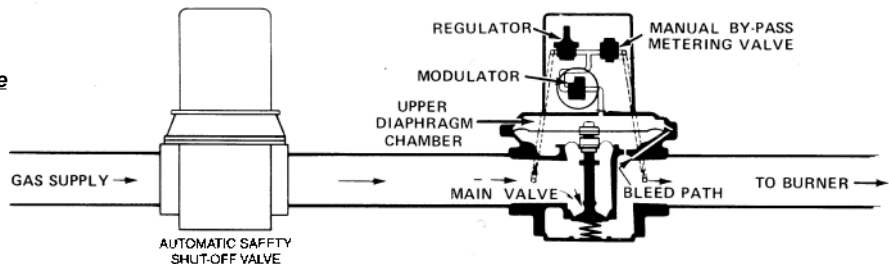 e
REGULATOR
MANUAL BY-PASS
METERING VALVE
MODULATOR
UPPER
DIAPHRAGM
CHAMBER
GAS SUPPLY
MAIN VALVE
BLEED PATH
TO BURNER
AUTOMATIC SAFFTY
SHUT-OFF VALVE